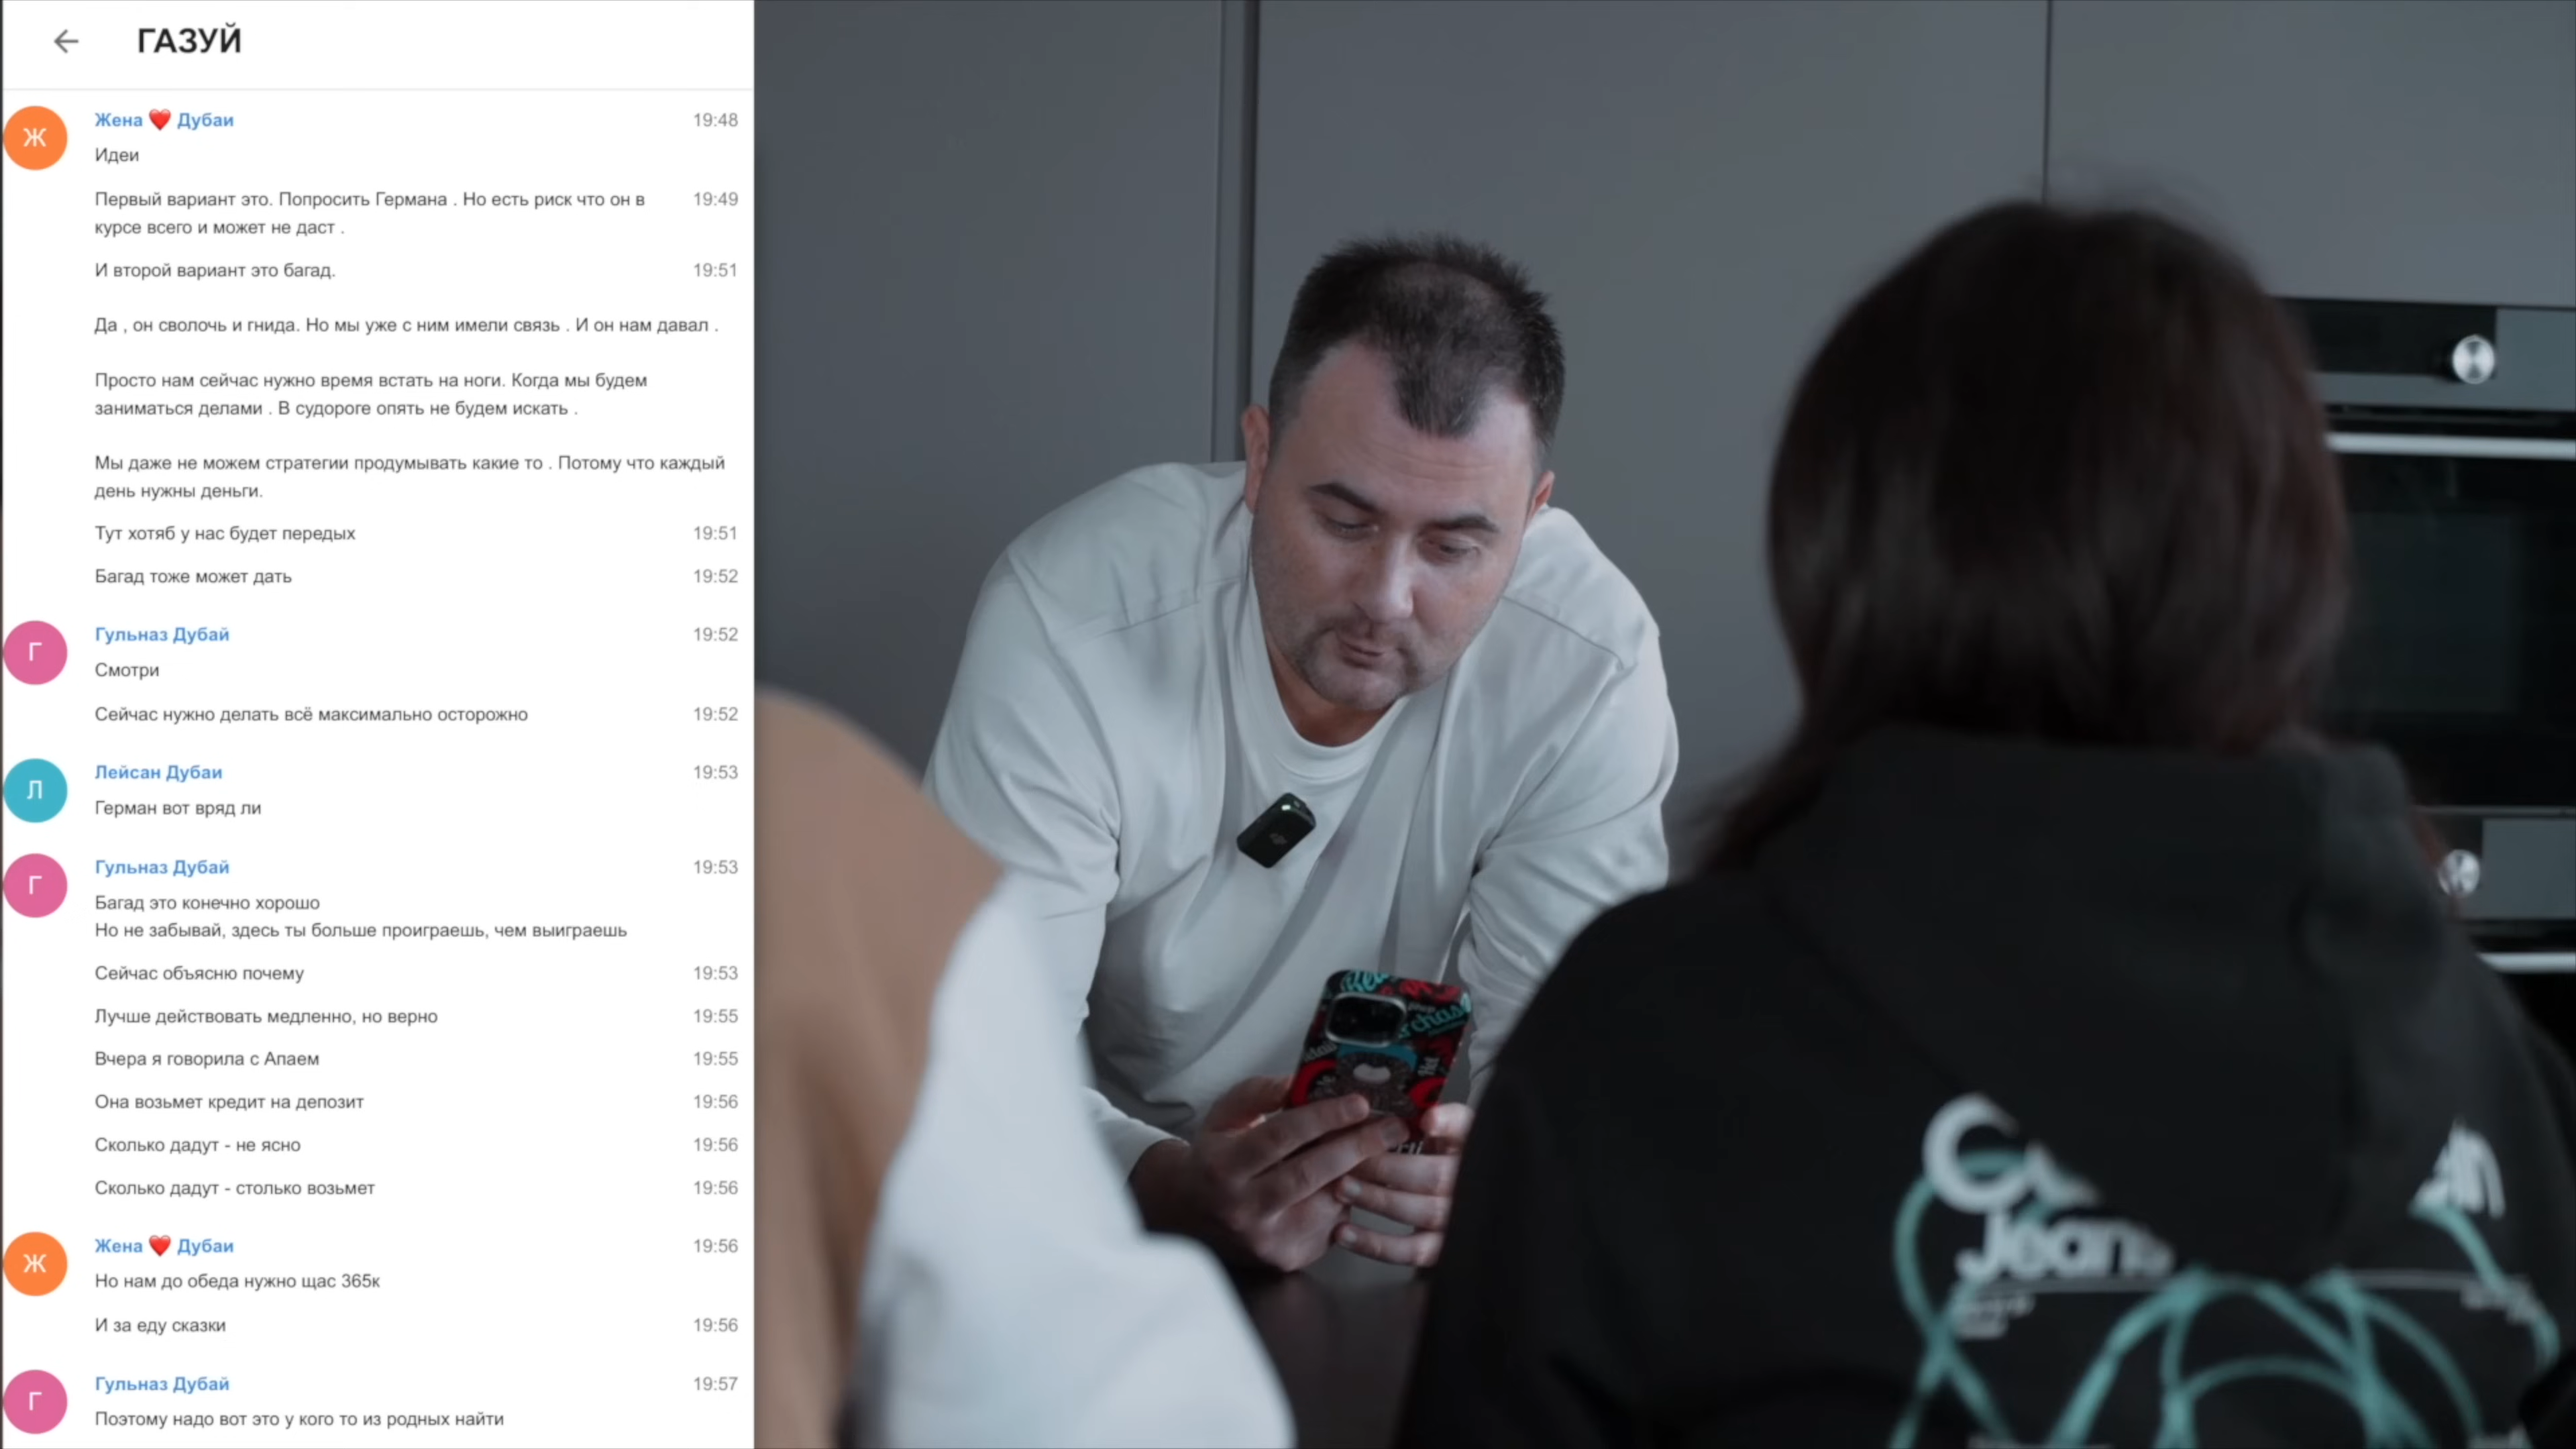 ГАЗУЙ
Ж
Жена ❤️ Дубаи 19:48
Идеи
Первый вариант это. Попросить Германа . Но есть риск что он в 19:49
курсе всего и может не даст .
И второй вариант это багад. 19:51
Да , он сволочь и гнида. Но мы уже с ним имели связь . И он нам давал .
Просто нам сейчас нужно время встать на ноги. Когда мы будем
заниматься делами . В судороге опять не будем искать .
Мы даже не можем стратегии продумывать какие то . Потому что каждый
день нужны деньги.
Тут хотяб у нас будет передых 19:51
Багад тоже может дать 19:52
Г
Гульназ Дубай 19:52
Смотри
Сейчас нужно делать всё максимально осторожно 19:52
Л
Лейсан Дубаи 19:53
Герман вот вряд ли
Г
Гульназ Дубай 19:53
Багад это конечно хорошо
Но не забывай, здесь ты больше проиграешь, чем выиграешь
Сейчас объясню почему 19:53
Лучше действовать медленно, но верно 19:55
Вчера я говорила с Апаем 19:55
Она возьмет кредит на депозит 19:56
Сколько дадут - не ясно 19:56
Сколько дадут - столько возьмет 19:56
Ж
Жена ❤️ Дубаи 19:56
Но нам до обеда нужно щас 365к
И за еду сказки 19:56
Г
Гульназ Дубай 19:57
Поэтому надо вот это у кого то из родных найти
Jeans